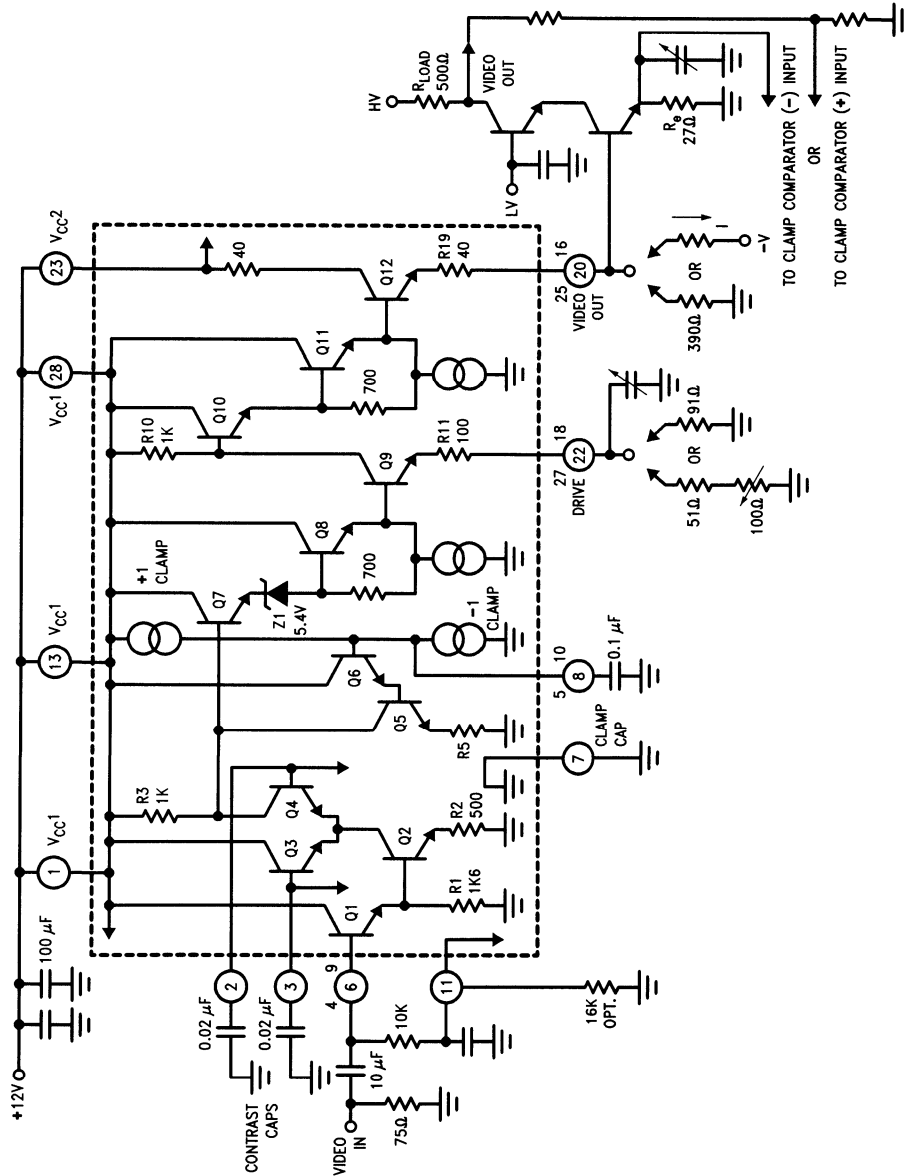 +12V
100 μF
1
VCC1
13
VCC1
28
VCC1
23
VCC2
CONTRAST
CAPS
0.02 μF
2
0.02 μF
3
VIDEO
IN
75Ω
10 μF
4
6
9
10K
11
16K
OPT.
Q1
R1
1K6
Q2
R2
500
Q3
Q4
R3
1K
Q5
R5
Q6
7
CLAMP
CAP
5
8
10
0.1 μF
+1
CLAMP
−1
CLAMP
Q7
Z1
5.4V
Q8
700
Q9
R10
1K
R11
100
Q10
Q11
700
Q12
40
R19
40
27
22
18
DRIVE
51Ω
OR
91Ω
100Ω
25
20
16
VIDEO
OUT
390Ω
OR
I
−V
LV
HV
RLOAD
500Ω
VIDEO
OUT
Re
27Ω
TO CLAMP COMPARATOR (−) INPUT
OR
TO CLAMP COMPARATOR (+) INPUT